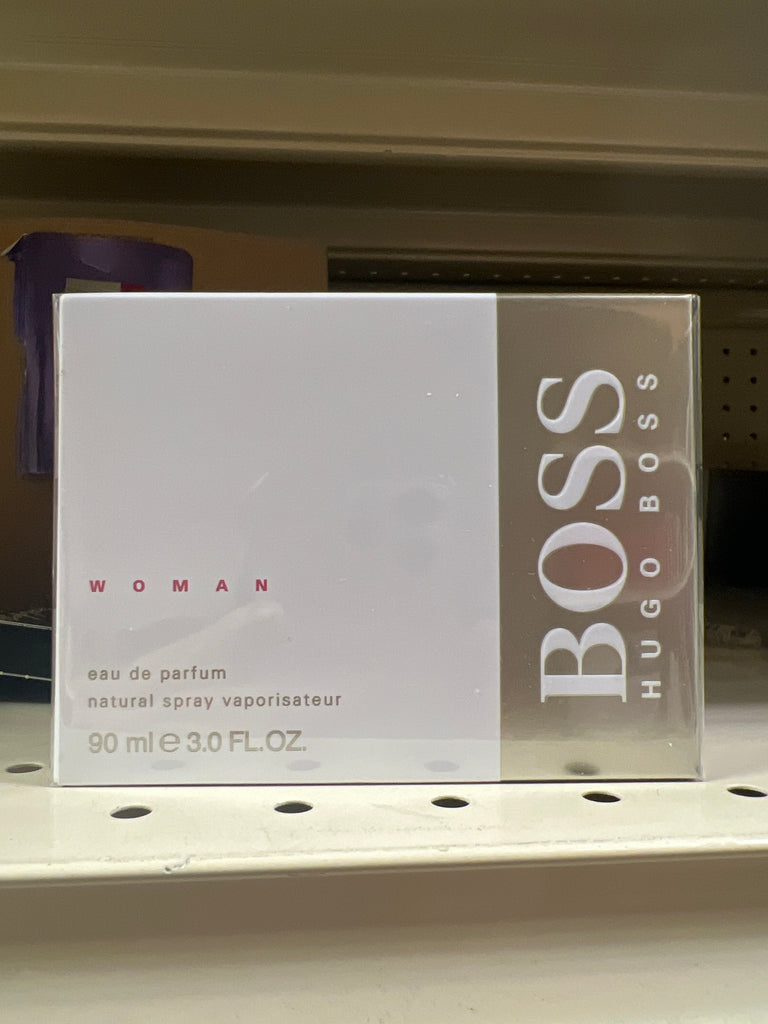 WOMAN
eau de parfum
natural spray vaporisateur
90 ml e 3.0 FL.OZ.
BOSS
HUGO BOSS